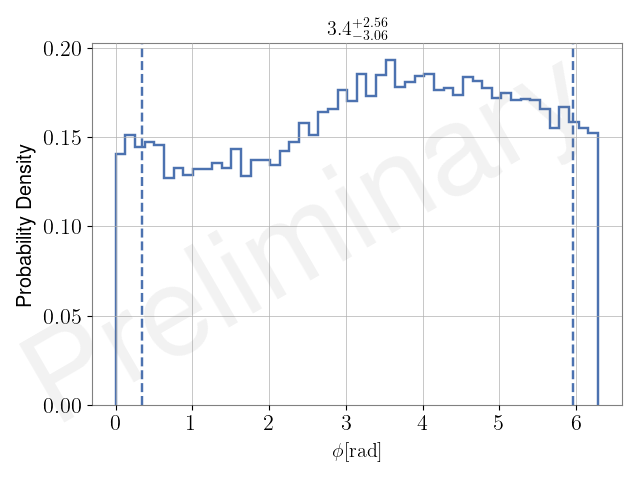 3.4^{+2.56}_{-3.06}
0.20
0.15
0.10
0.05
0.00
Probability Density
Preliminary
0 1 2 3 4 5 6
ϕ[rad]